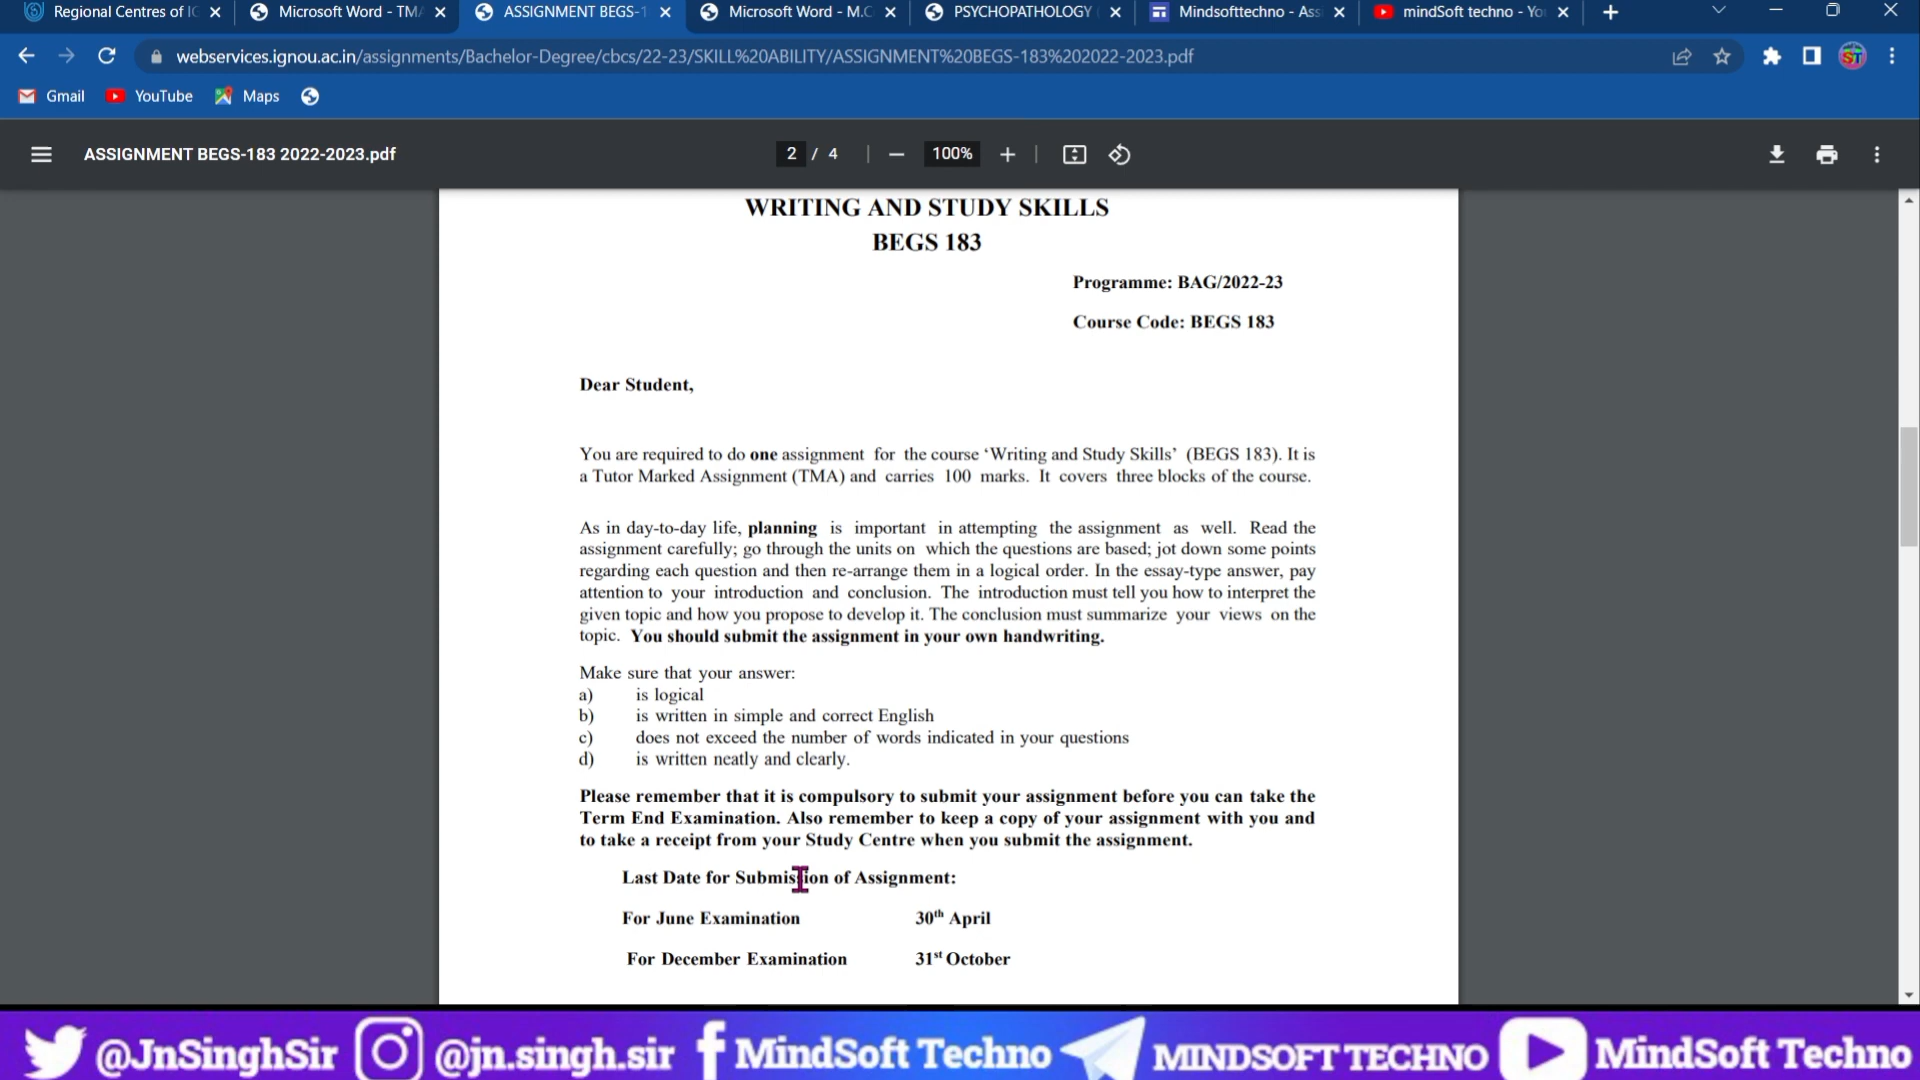 Regional Centres of IG
Microsoft Word - TMA
ASSIGNMENT BEGS-1
Microsoft Word - M.C
PSYCHOPATHOLOGY (
Mindsofttechno - Ass
mindSoft techno - Yo
webservices.ignou.ac.in/assignments/Bachelor-Degree/cbcs/22-23/SKILL%20ABILITY/ASSIGNMENT%20BEGS-183%202022-2023.pdf
ST
Gmail YouTube Maps
ASSIGNMENT BEGS-183 2022-2023.pdf
2 / 4
100%
WRITING AND STUDY SKILLS
BEGS 183
Programme: BAG/2022-23
Course Code: BEGS 183
Dear Student,
You are required to do one assignment for the course ‘Writing and Study Skills’ (BEGS 183). It is
a Tutor Marked Assignment (TMA) and carries 100 marks. It covers three blocks of the course.
As in day-to-day life, planning is important in attempting the assignment as well. Read the
assignment carefully; go through the units on which the questions are based; jot down some points
regarding each question and then re-arrange them in a logical order. In the essay-type answer, pay
attention to your introduction and conclusion. The introduction must tell you how to interpret the
given topic and how you propose to develop it. The conclusion must summarize your views on the
topic. You should submit the assignment in your own handwriting.
Make sure that your answer:
a) is logical
b) is written in simple and correct English
c) does not exceed the number of words indicated in your questions
d) is written neatly and clearly.
Please remember that it is compulsory to submit your assignment before you can take the
Term End Examination. Also remember to keep a copy of your assignment with you and
to take a receipt from your Study Centre when you submit the assignment.
Last Date for Submission of Assignment:
For June Examination 30th April
For December Examination 31st October
@JnSinghSir @jn.singh.sir MindSoft Techno MINDSOFT TECHNO MindSoft Techno